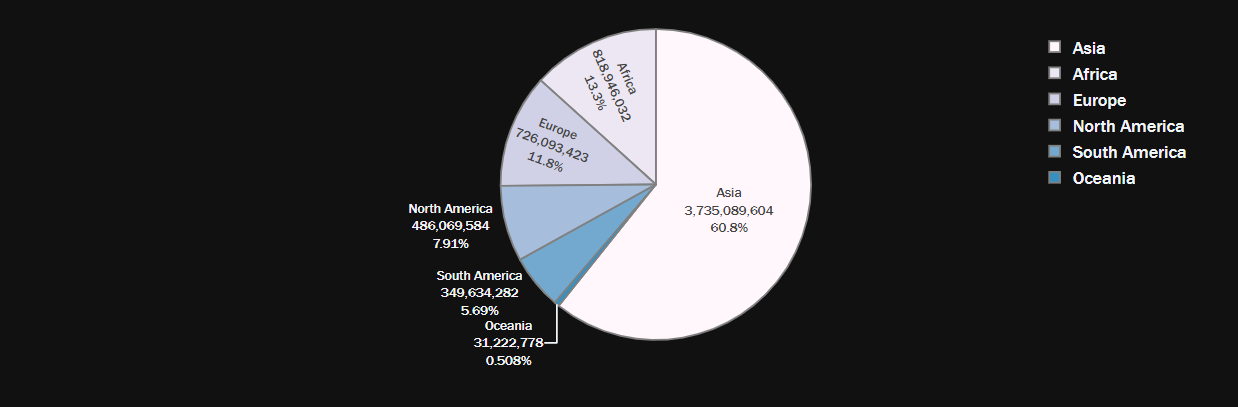 Africa
818,946,032
13.3%
Europe
726,093,423
11.8%
Asia
3,735,089,604
60.8%
North America
486,069,584
7.91%
South America
349,634,282
5.69%
Oceania
31,222,778
0.508%
Asia
Africa
Europe
North America
South America
Oceania